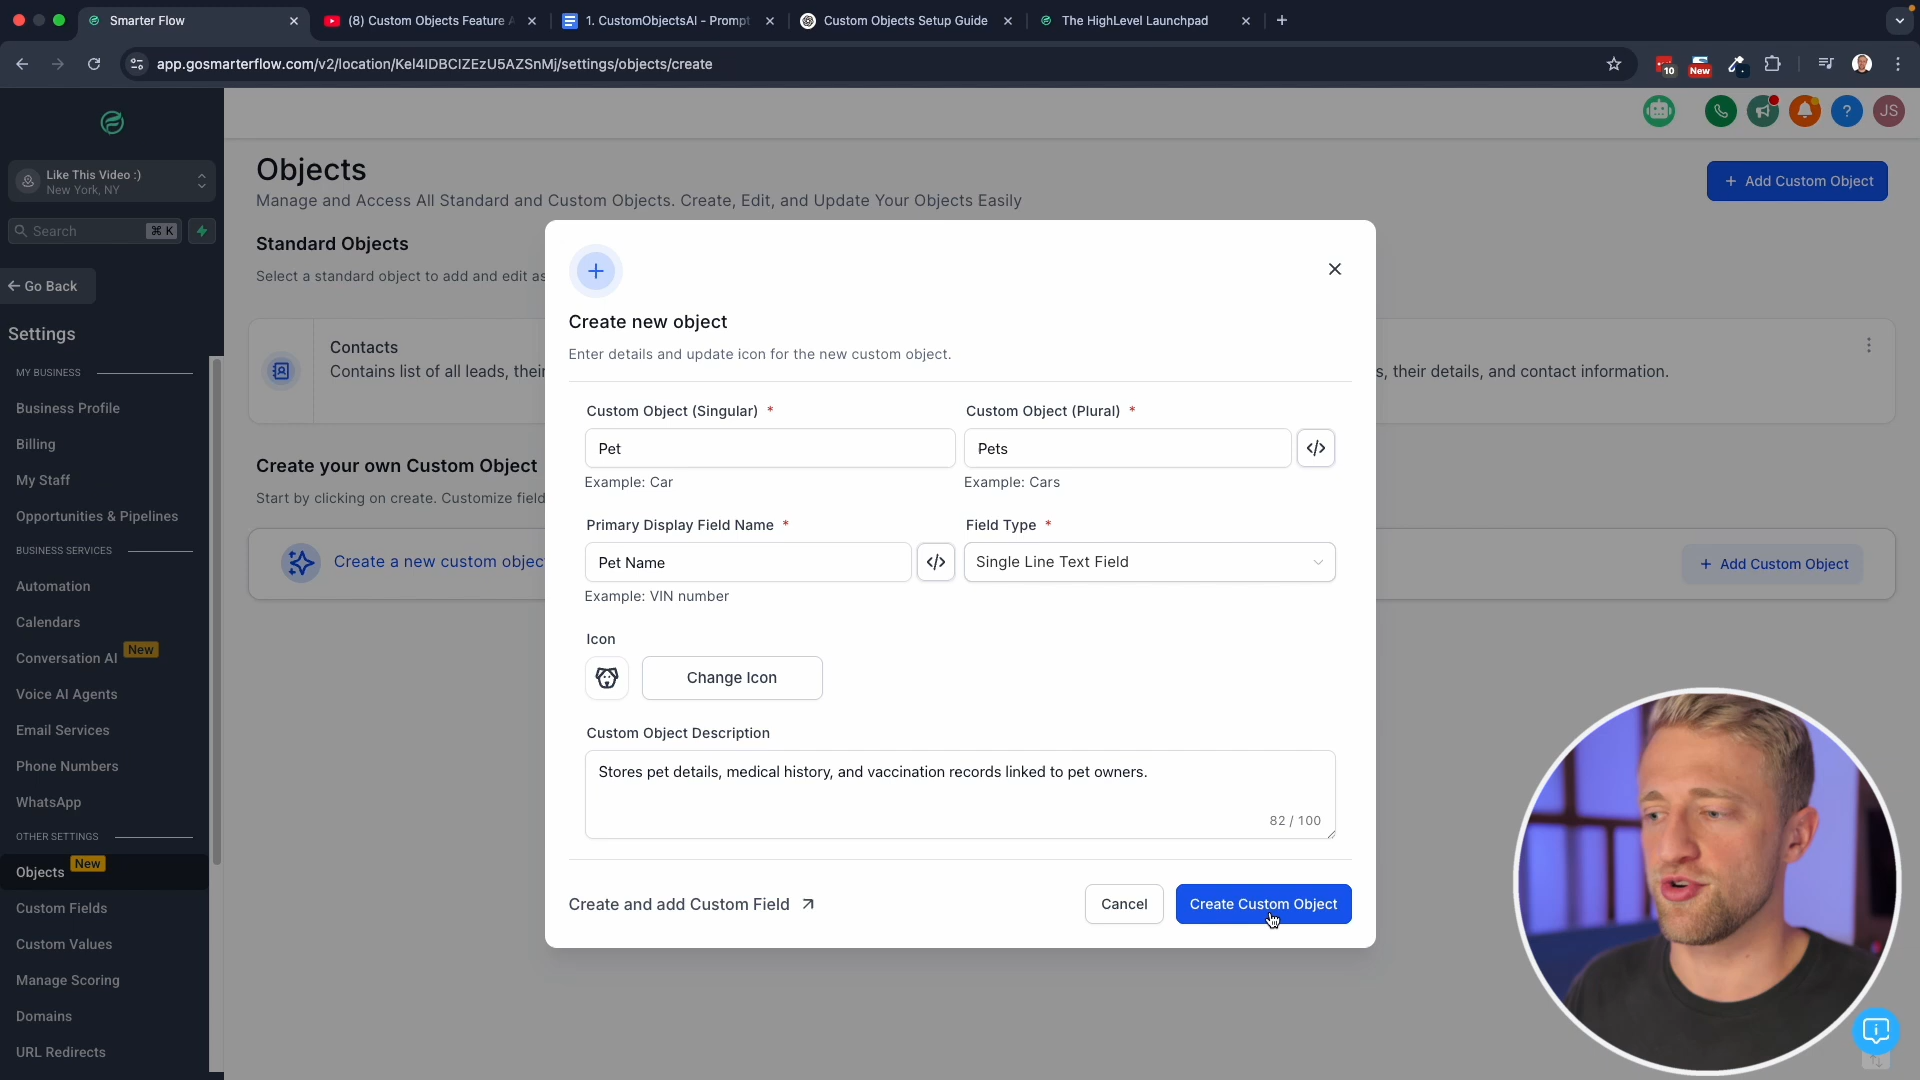 Smarter Flow
(8) Custom Objects Feature
1. CustomObjectsAI - Prompt
Custom Objects Setup Guide
The HighLevel Launchpad
app.gosmarterflow.com/v2/location/Kel4IDBCIZEzU5AZSnMj/settings/objects/create
10
New
Like This Video :)
New York, NY
Search
⌘ K
Go Back
Settings
MY BUSINESS
Business Profile
Billing
My Staff
Opportunities & Pipelines
BUSINESS SERVICES
Automation
Calendars
Conversation AI New
Voice AI Agents
Email Services
Phone Numbers
WhatsApp
OTHER SETTINGS
Objects New
Custom Fields
Custom Values
Manage Scoring
Domains
URL Redirects
JS
Objects
Manage and Access All Standard and Custom Objects. Create, Edit, and Update Your Objects Easily
+ Add Custom Object
Standard Objects
Select a standard object to add and edit as
Contacts
Contains list of all leads, their
s, their details, and contact information.
Create your own Custom Object
Start by clicking on create. Customize field
Create a new custom objec
+ Add Custom Object
Create new object
Enter details and update icon for the new custom object.
Custom Object (Singular) *
Custom Object (Plural) *
Pet
Pets
</>
Example: Car
Example: Cars
Primary Display Field Name *
Field Type *
Pet Name
</>
Single Line Text Field
Example: VIN number
Icon
Change Icon
Custom Object Description
Stores pet details, medical history, and vaccination records linked to pet owners.
82 / 100
Create and add Custom Field
Cancel
Create Custom Object